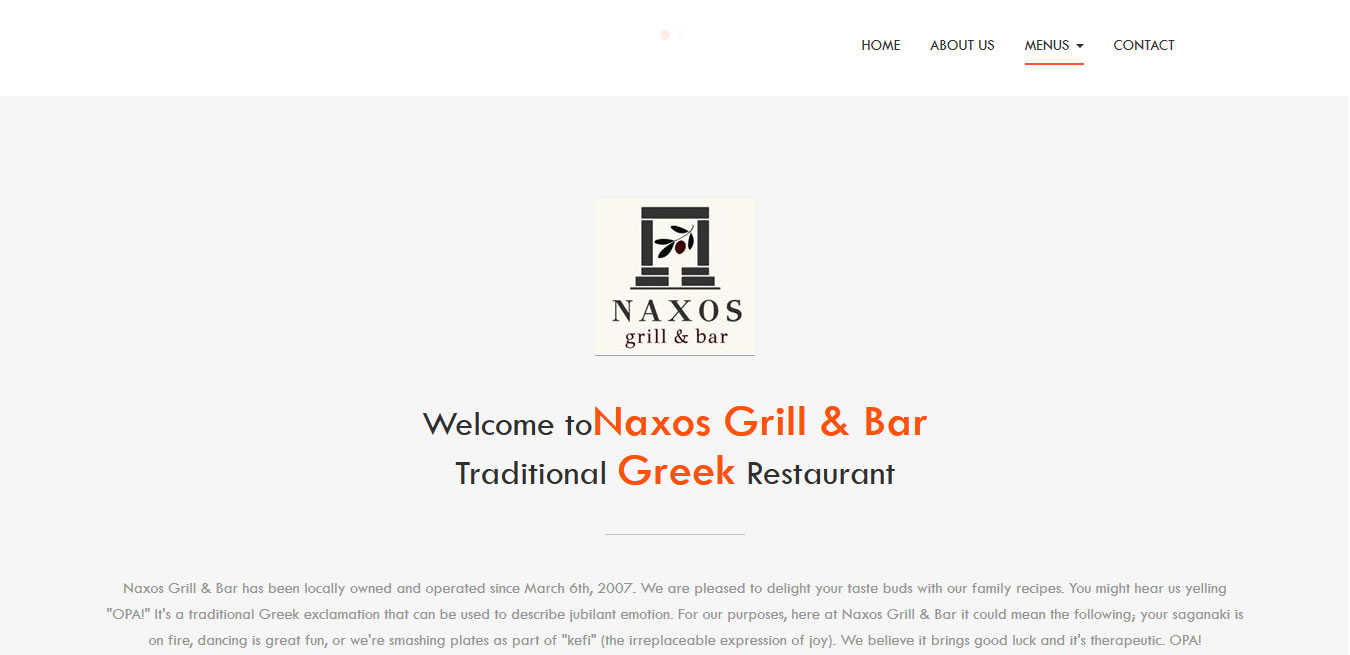 HOME ABOUT US MENUS CONTACT
NAXOS
grill & bar
Welcome toNaxos Grill & Bar
Traditional Greek Restaurant
Naxos Grill & Bar has been locally owned and operated since March 6th, 2007. We are pleased to delight your taste buds with our family recipes. You might hear us yelling
"OPA!" It's a traditional Greek exclamation that can be used to describe jubilant emotion. For our purposes, here at Naxos Grill & Bar it could mean the following; your saganaki is
on fire, dancing is great fun, or we're smashing plates as part of "kefi" (the irreplaceable expression of joy). We believe it brings good luck and it's therapeutic. OPA!